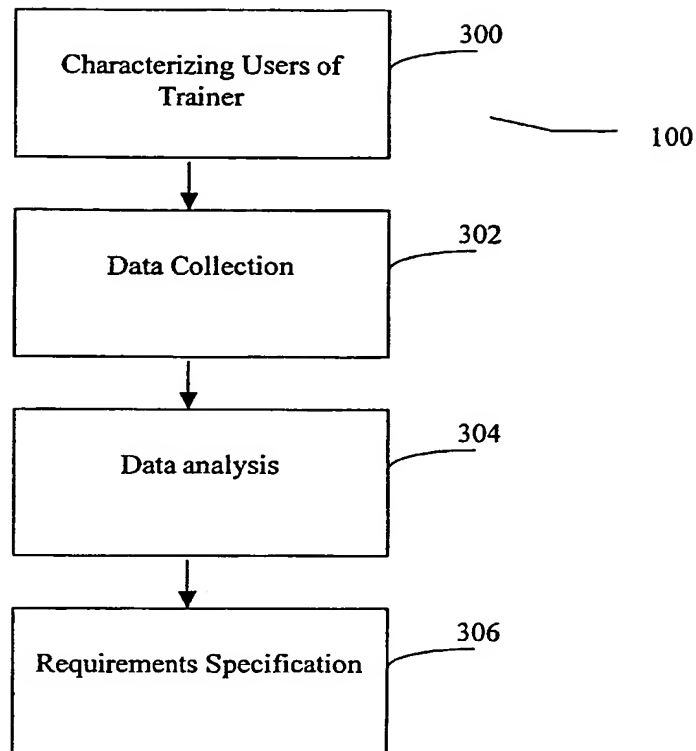 Characterizing Users of
Trainer
300
100
Data Collection
302
Data analysis
304
Requirements Specification
306